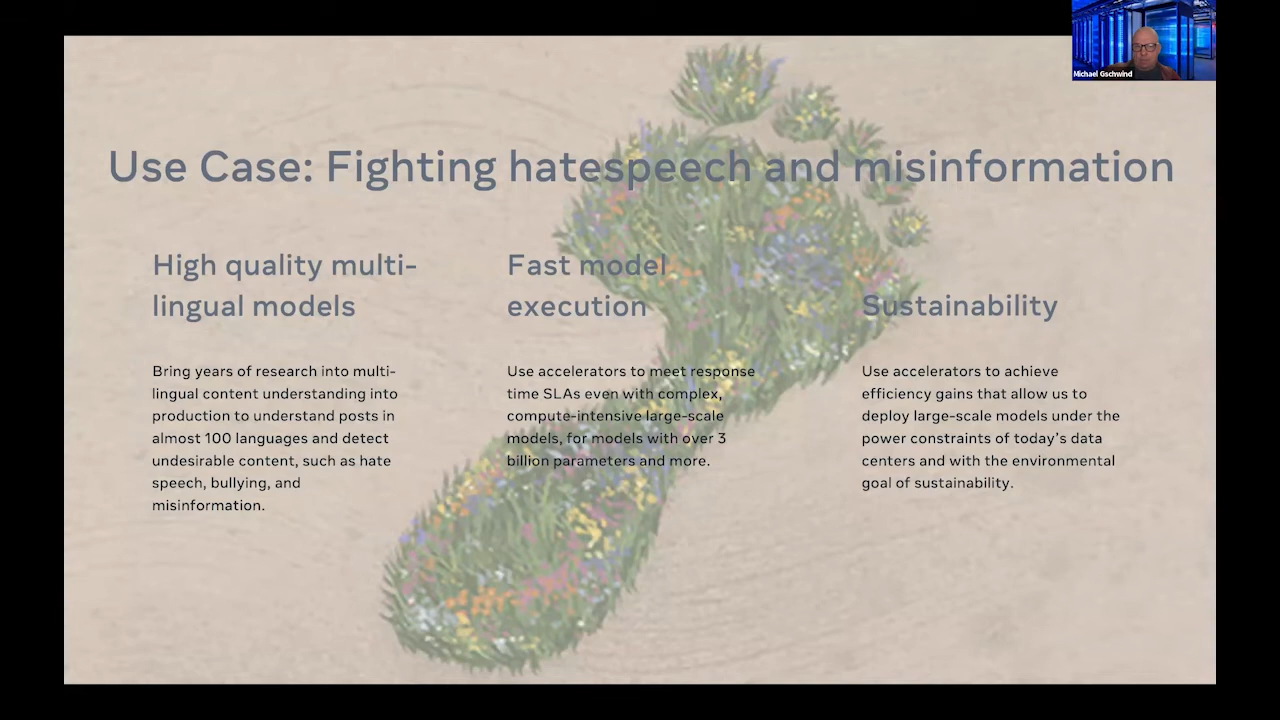 Michael Gschwind
Use Case: Fighting hatespeech and misinformation
High quality multi-
lingual models
Bring years of research into multi-
lingual content understanding into
production to understand posts in
almost 100 languages and detect
undesirable content, such as hate
speech, bullying, and
misinformation.
Fast model
execution
Use accelerators to meet response
time SLAs even with complex,
compute-intensive large-scale
models, for models with over 3
billion parameters and more.
Sustainability
Use accelerators to achieve
efficiency gains that allow us to
deploy large-scale models under the
power constraints of today's data
centers and with the environmental
goal of sustainability.